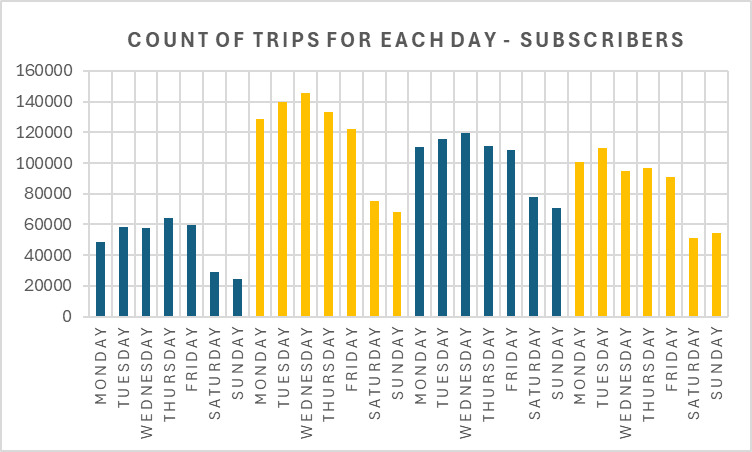 COUNT OF TRIPS FOR EACH DAY - SUBSCRIBERS
160000
140000
120000
100000
80000
60000
40000
20000
0
MONDAY
TUESDAY
WEDNESDAY
THURSDAY
FRIDAY
SATURDAY
SUNDAY
MONDAY
TUESDAY
WEDNESDAY
THURSDAY
FRIDAY
SATURDAY
SUNDAY
MONDAY
TUESDAY
WEDNESDAY
THURSDAY
FRIDAY
SATURDAY
SUNDAY
MONDAY
TUESDAY
WEDNESDAY
THURSDAY
FRIDAY
SATURDAY
SUNDAY